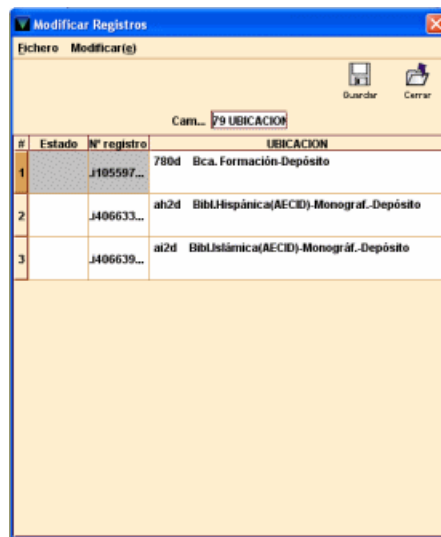 Modificar Registros
Fichero Modificar(e)
Guardar Cerrar
Cam... 79 UBICACION
# Estado Nº registro UBICACION
1 .i105597... 780d Bca. Formación-Depósito
2 .i406633... ah2d Bibl.Hispánica(AECID)-Monograf.-Depósito
3 .i406639... ai2d Bibl.Islámica(AECID)-Monográf.-Depósito